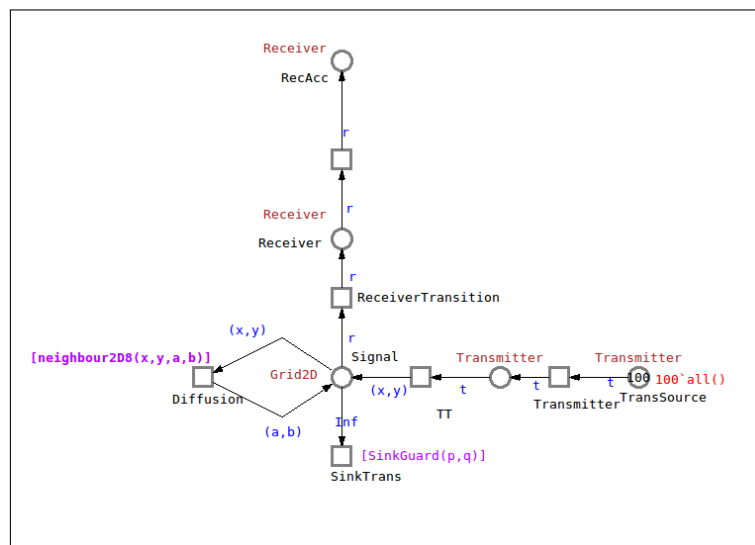 Receiver
RecAcc
r
r
Receiver
Receiver
r
ReceiverTransition
r
(x,y)
Signal
[neighbour2D8(x,y,a,b)]
Transmitter
Transmitter
Grid2D
100
100`all()
(x,y)
t
t
t
Diffusion
Transmitter
TransSource
TT
(a,b)
Inf
[SinkGuard(p,q)]
SinkTrans